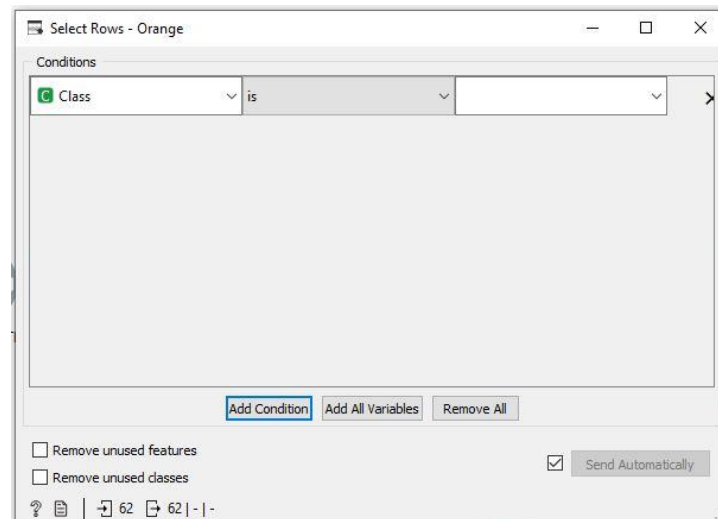 Select Rows - Orange
Conditions
C Class is
Add Condition Add All Variables Remove All
Remove unused features
Remove unused classes
Send Automatically
? 62 62 | - | -